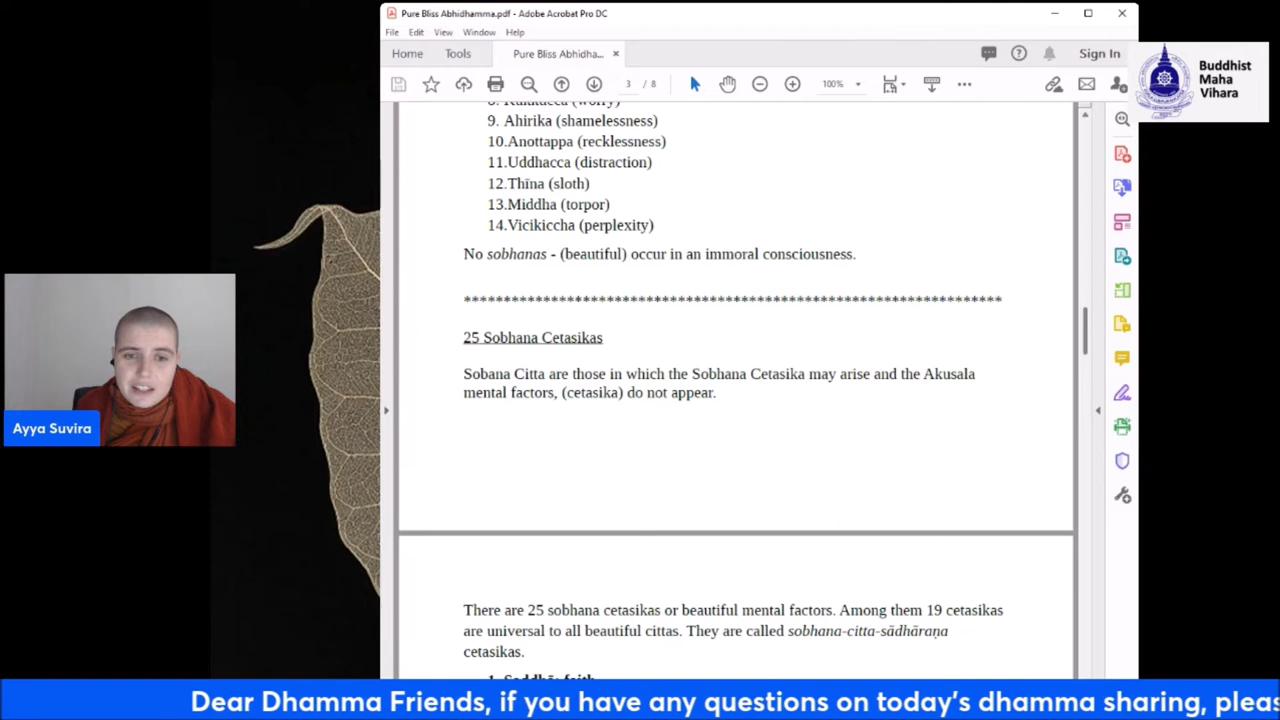 Pure Bliss Abhidhamma.pdf - Adobe Acrobat Pro DC
File Edit View Window Help
Home Tools Pure Bliss Abhidha... × Sign In
3 / 8 100%
Buddhist
Maha
Vihara
(worry)
9. Ahirika (shamelessness)
10.Anottappa (recklessness)
11.Uddhacca (distraction)
12.Thīna (sloth)
13.Middha (torpor)
14.Vicikiccha (perplexity)
No sobhanas - (beautiful) occur in an immoral consciousness.
********************************************************************
25 Sobhana Cetasikas
Sobana Citta are those in which the Sobhana Cetasika may arise and the Akusala
mental factors, (cetasika) do not appear.
There are 25 sobhana cetasikas or beautiful mental factors. Among them 19 cetasikas
are universal to all beautiful cittas. They are called sobhana-citta-sādhāraṇa
cetasikas.
1. Saddhā: faith
Ayya Suvira
Dear Dhamma Friends, if you have any questions on today's dhamma sharing, pleas